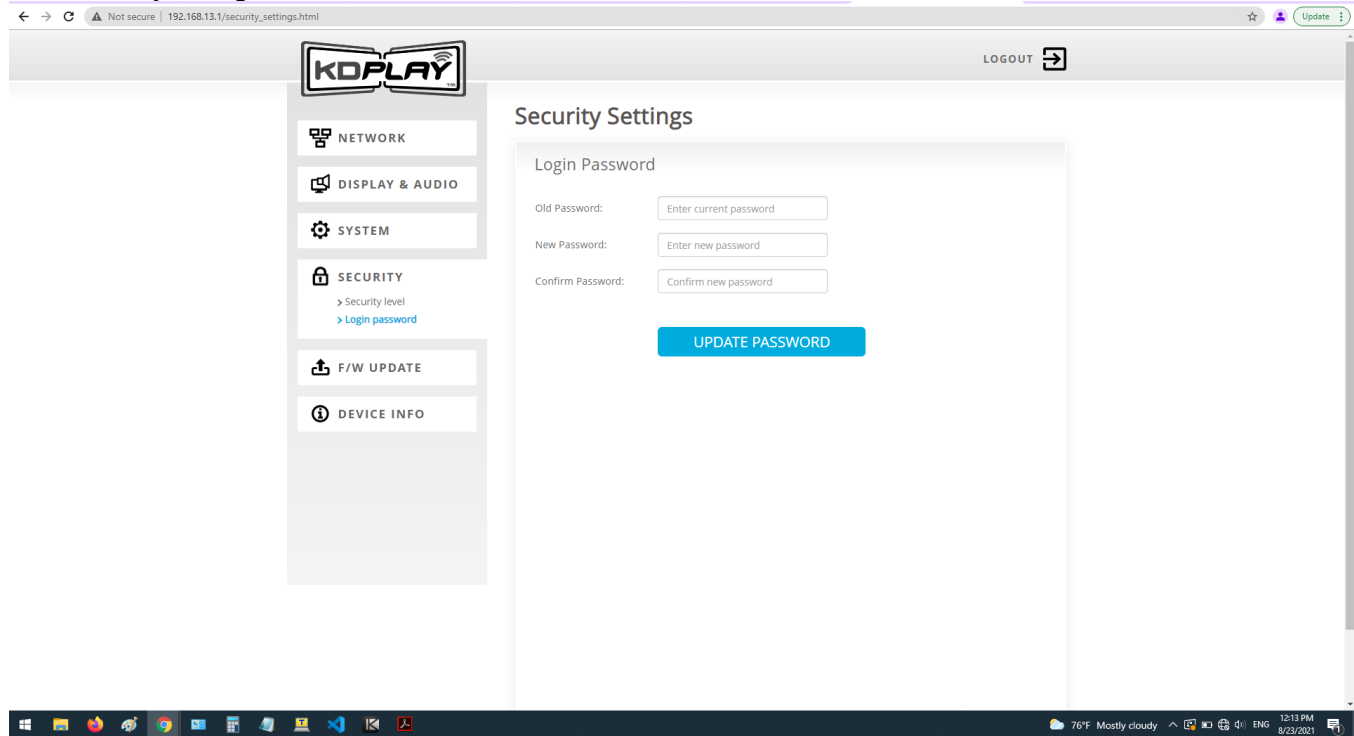 Not secure | 192.168.13.1/security_settings.html
Update
KDPLAY
TM
LOGOUT
NETWORK
DISPLAY & AUDIO
SYSTEM
SECURITY
> Security level
> Login password
F/W UPDATE
DEVICE INFO
Security Settings
Login Password
Old Password: Enter current password
New Password: Enter new password
Confirm Password: Confirm new password
UPDATE PASSWORD
76°F Mostly cloudy ENG 12:13 PM
8/23/2021